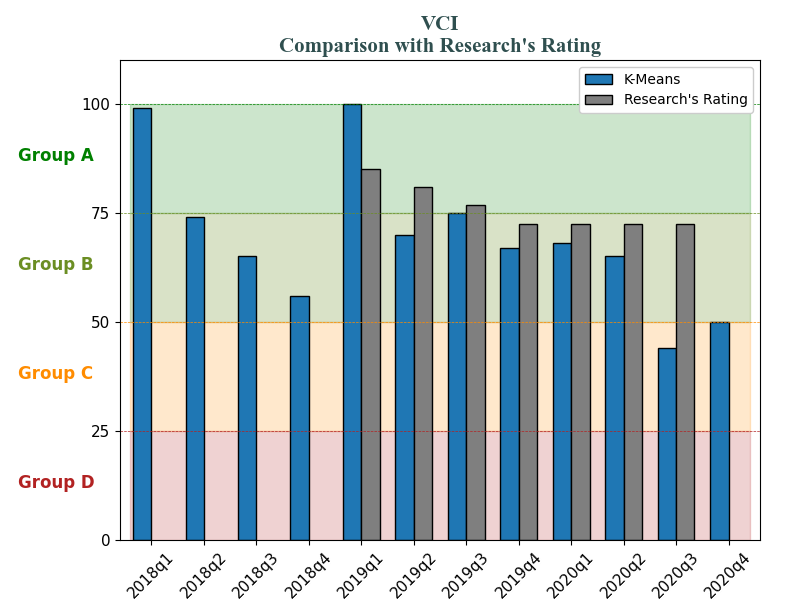 VCI
Comparison with Research's Rating
K-Means
Research's Rating
100
Group A
75
Group B
50
Group C
25
Group D
0
2018q1
2018q2
2018q3
2018q4
2019q1
2019q2
2019q3
2019q4
2020q1
2020q2
2020q3
2020q4